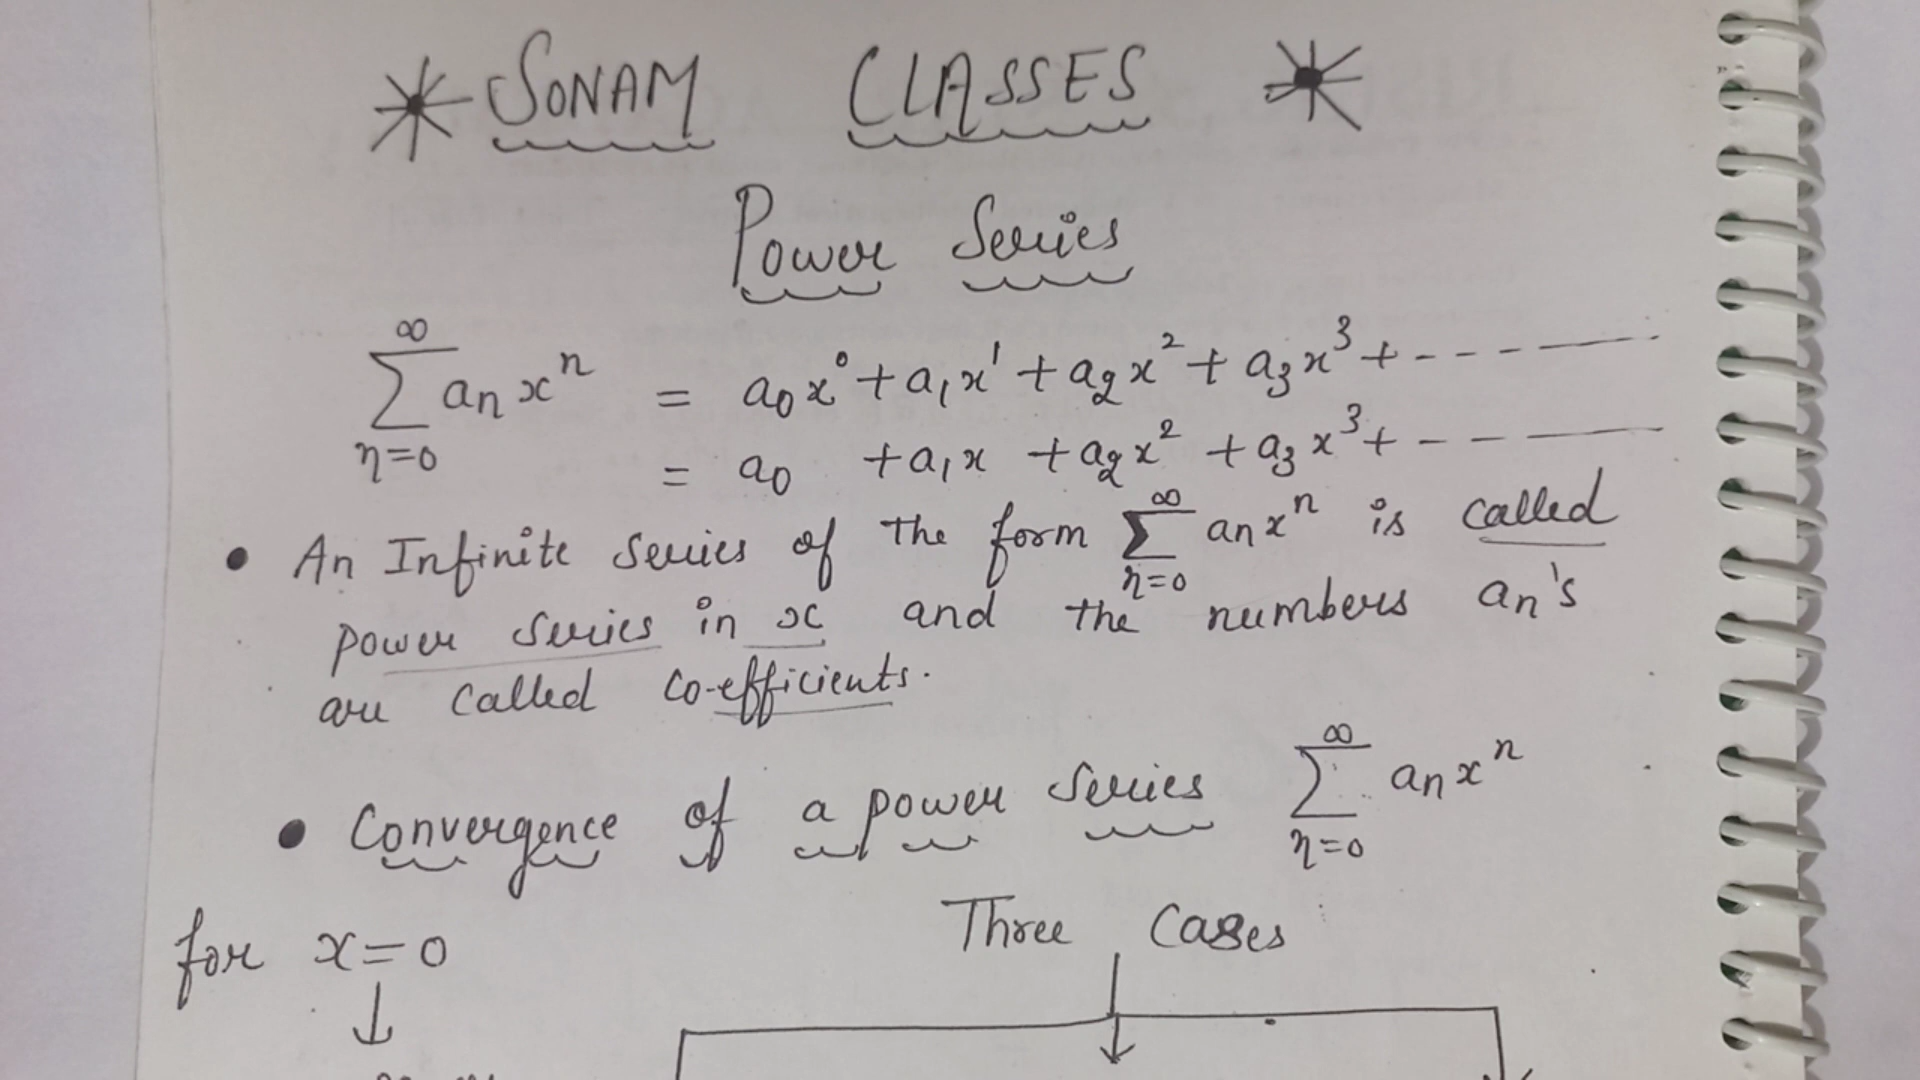 * SONAM CLASSES *
Power Series
∞
∑ aₙxⁿ = a₀x⁰ + a₁x¹ + a₂x² + a₃x³ + - - - -
n=0
= a₀ + a₁x + a₂x² + a₃x³ + - - - -
• An Infinite series of the form ∞∑n=0 aₙxⁿ is called
power series in x and the numbers aₙ's
are called co-efficients.
• Convergence of a power series ∞∑n=0 aₙxⁿ
Three Cases
for x=0